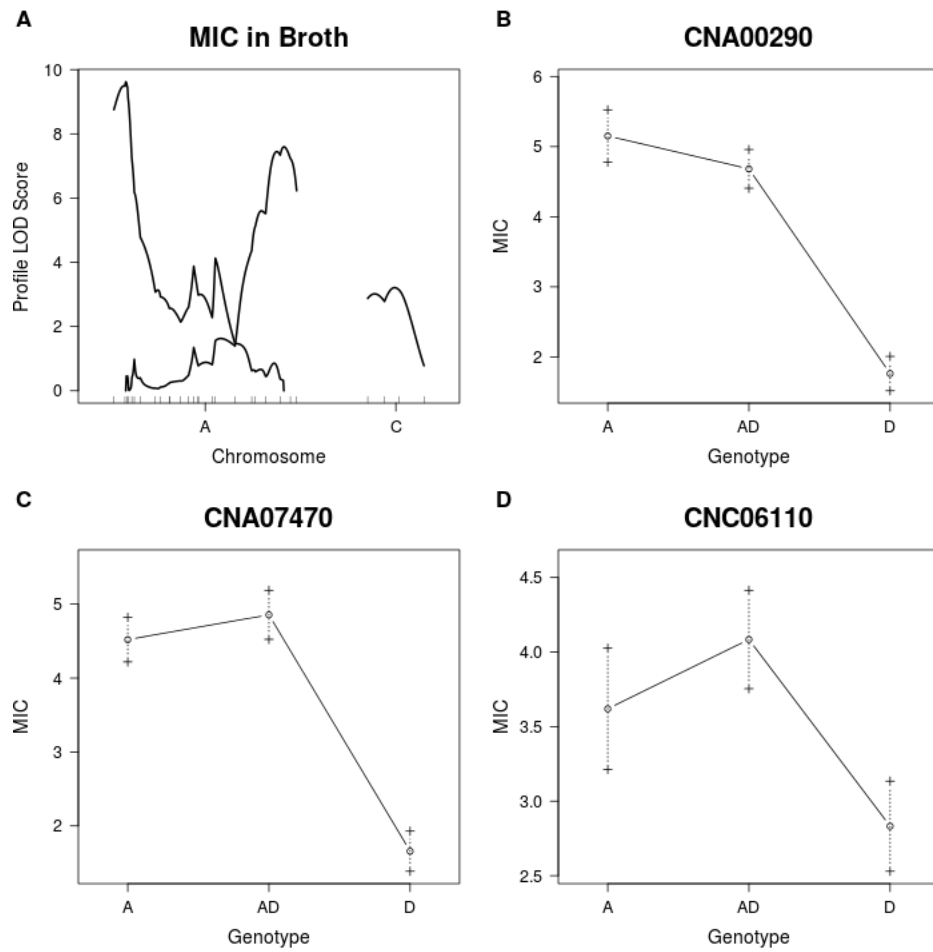 A
MIC in Broth
10
8
6
4
2
0
Profile LOD Score
A
C
Chromosome
B
CNA00290
6
5
4
3
2
MIC
A
AD
D
Genotype
C
CNA07470
5
4
3
2
MIC
A
AD
D
Genotype
D
CNC06110
4.5
4.0
3.5
3.0
2.5
MIC
A
AD
D
Genotype